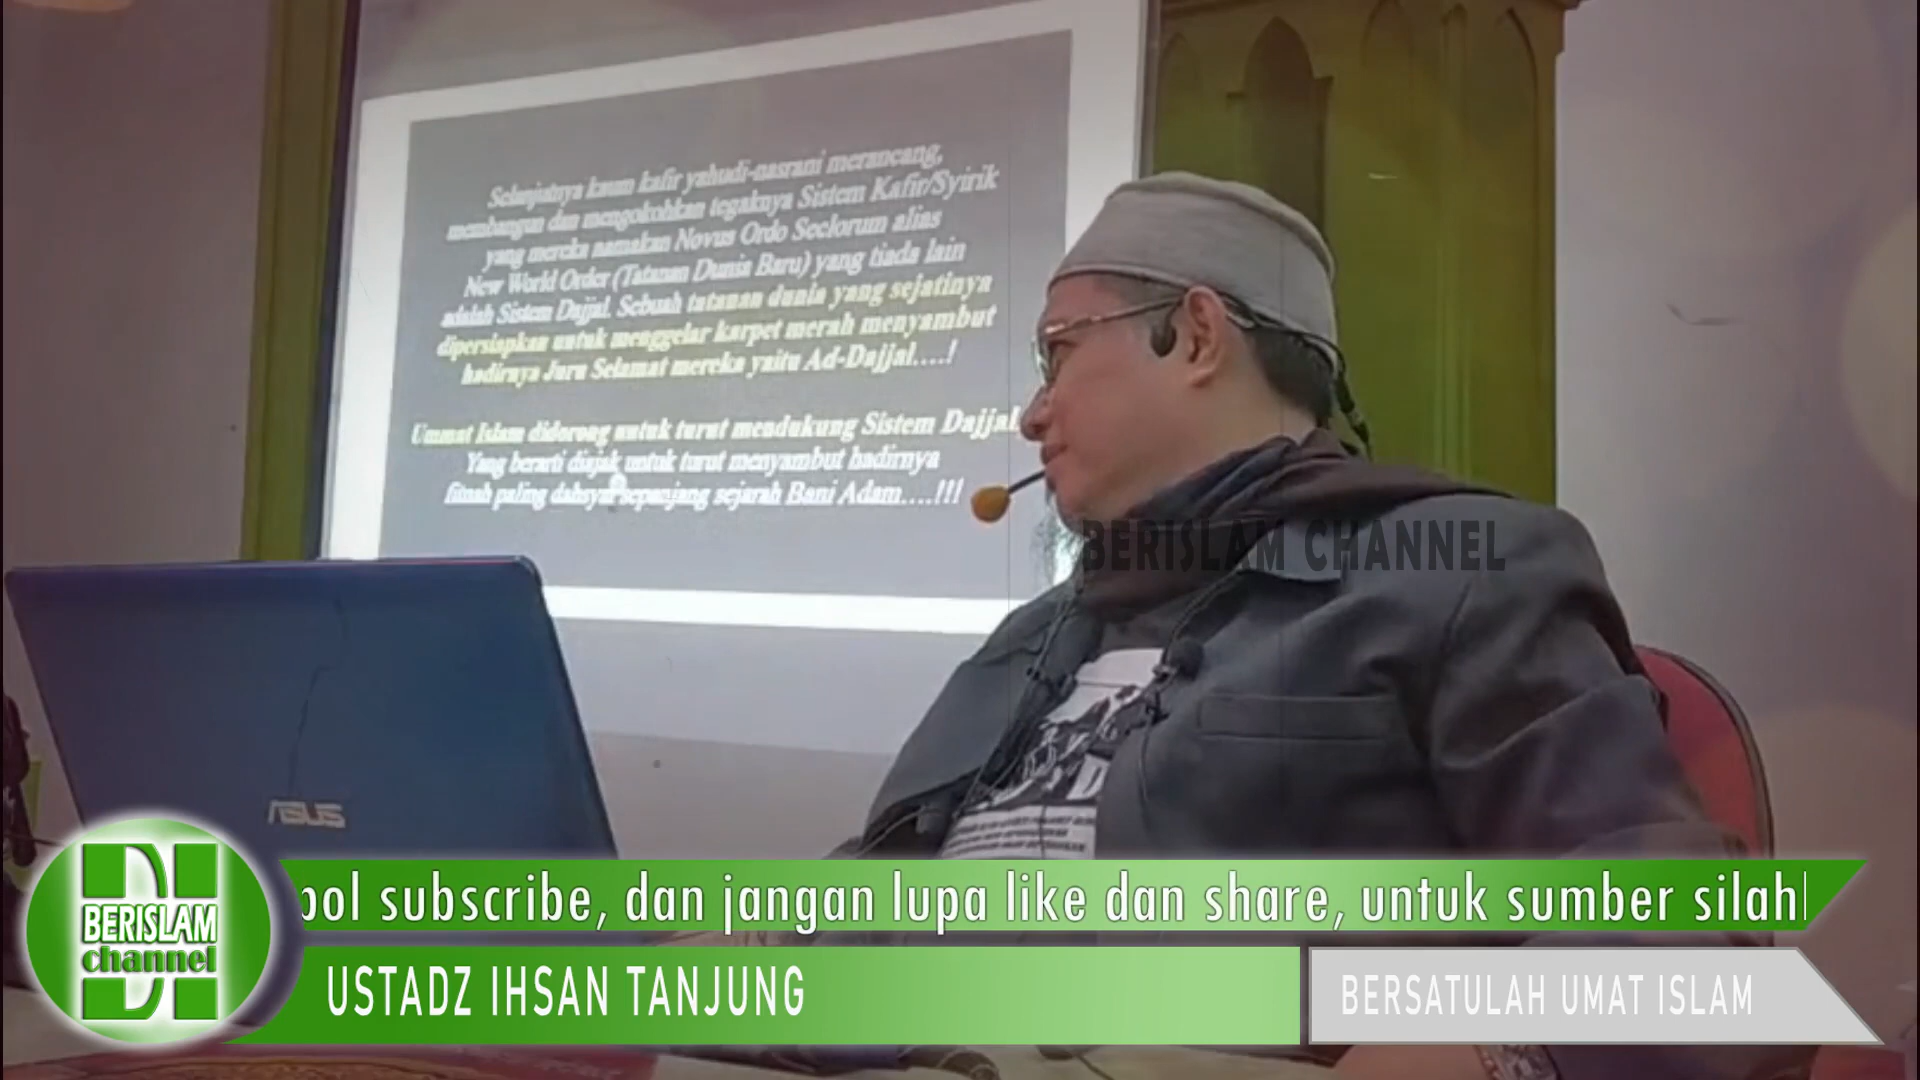 Selanjutnya kaum kafir yahudi-nasrani merancang,
membangun dan mengokohkan tegaknya Sistem Kafir/Syirik
yang mereka namakan Novus Ordo Seclorum alias
New World Order (Tatanan Dunia Baru) yang tiada lain
adalah Sistem Dajjal. Sebuah tatanan dunia yang sejatinya
dipersiapkan untuk menggelar karpet merah menyambut
hadirnya Juru Selamat mereka yaitu Ad-Dajjal....!
Ummat Islam didorong untuk turut mendukung Sistem Dajjal
Yang berarti diajak untuk turut menyambut hadirnya
fitnah paling dahsyat sepanjang sejarah Bani Adam....!!!
BERISLAM CHANNEL
ASUS
BERISLAM
channel
bol subscribe, dan jangan lupa like dan share, untuk sumber silahl
USTADZ IHSAN TANJUNG
BERSATULAH UMAT ISLAM